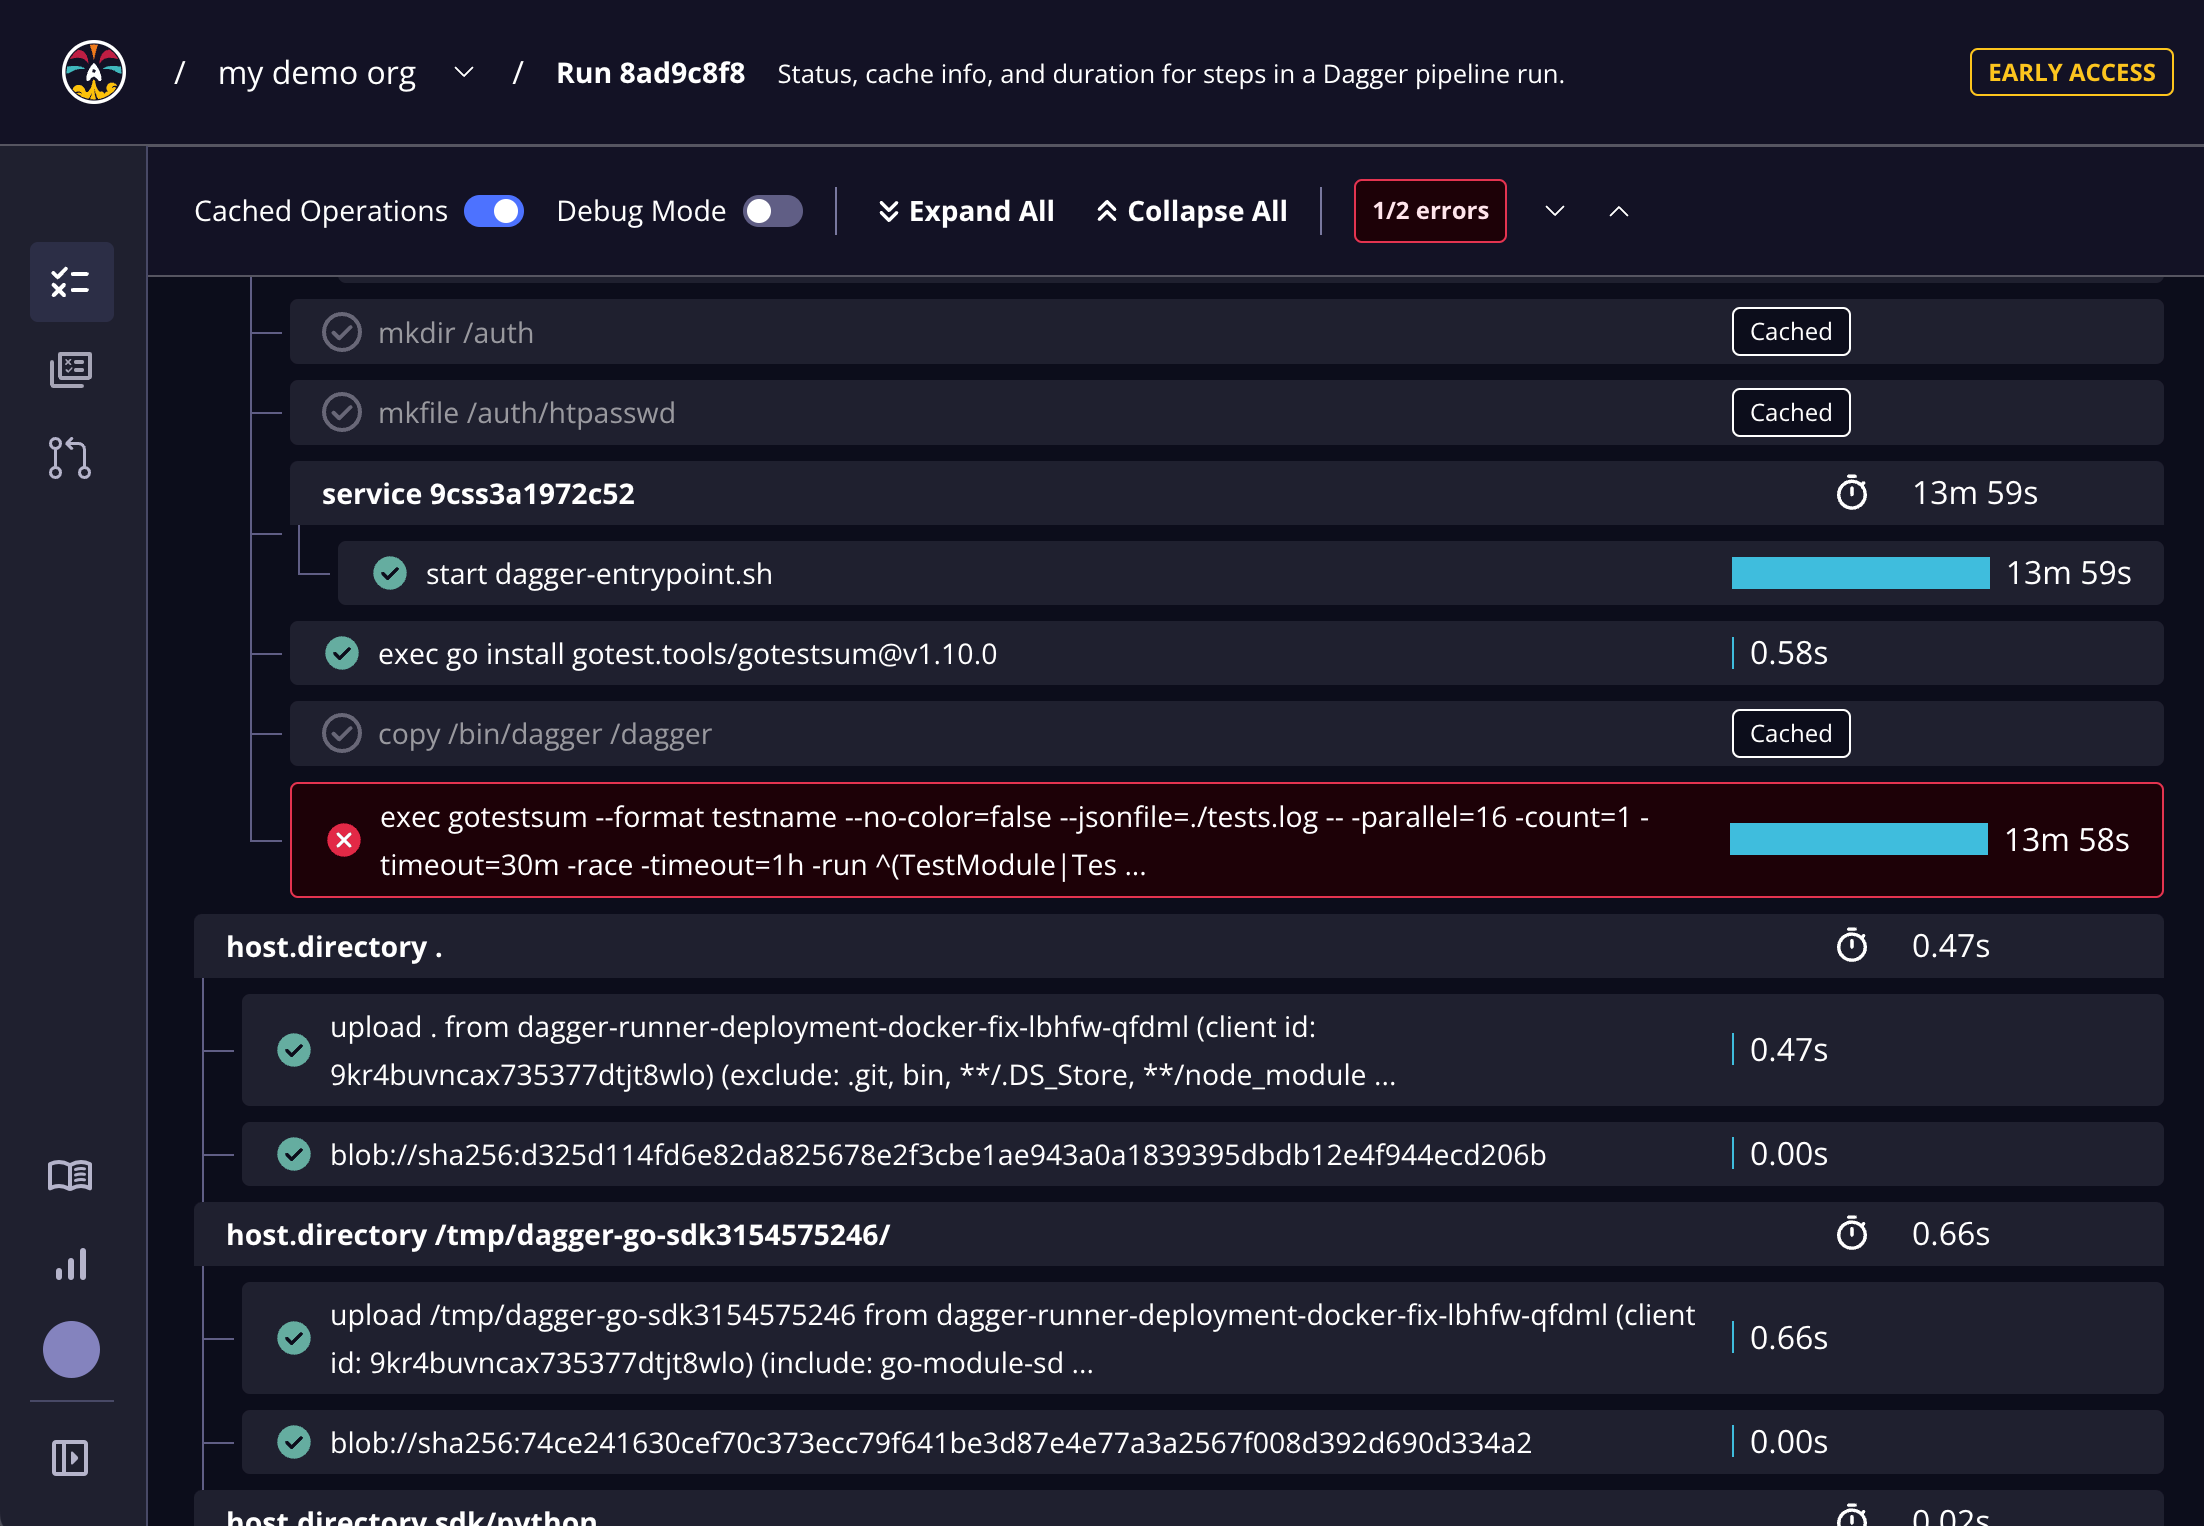 / my demo org / Run 8ad9c8f8 Status, cache info, and duration for steps in a Dagger pipeline run. EARLY ACCESS
Cached Operations Debug Mode Expand All Collapse All 1/2 errors
mkdir /auth Cached
mkfile /auth/htpasswd Cached
service 9css3a1972c52 13m 59s
start dagger-entrypoint.sh 13m 59s
exec go install gotest.tools/gotestsum@v1.10.0 0.58s
copy /bin/dagger /dagger Cached
exec gotestsum --format testname --no-color=false --jsonfile=./tests.log -- -parallel=16 -count=1 -
timeout=30m -race -timeout=1h -run ^(TestModule|Tes ... 13m 58s
host.directory . 0.47s
upload . from dagger-runner-deployment-docker-fix-lbhfw-qfdml (client id:
9kr4buvncax735377dtjt8wlo) (exclude: .git, bin, **/.DS_Store, **/node_module ... 0.47s
blob://sha256:d325d114fd6e82da825678e2f3cbe1ae943a0a1839395dbdb12e4f944ecd206b 0.00s
host.directory /tmp/dagger-go-sdk3154575246/ 0.66s
upload /tmp/dagger-go-sdk3154575246 from dagger-runner-deployment-docker-fix-lbhfw-qfdml (client
id: 9kr4buvncax735377dtjt8wlo) (include: go-module-sd ... 0.66s
blob://sha256:74ce241630cef70c373ecc79f641be3d87e4e77a3a2567f008d392d690d334a2 0.00s
host.directory sdk/python 0.02s